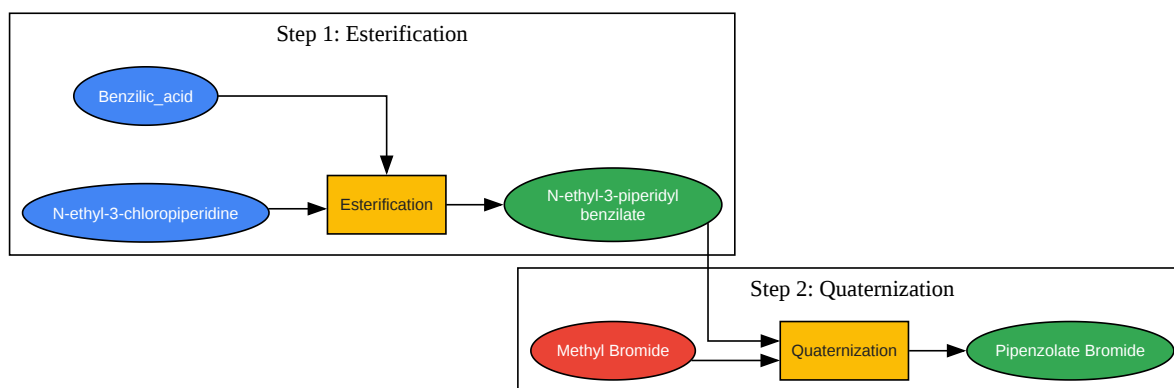 Step 1: Esterification
Benzilic_acid
N-ethyl-3-chloropiperidine
Esterification
N-ethyl-3-piperidyl
benzilate
Step 2: Quaternization
Methyl Bromide
Quaternization
Pipenzolate Bromide